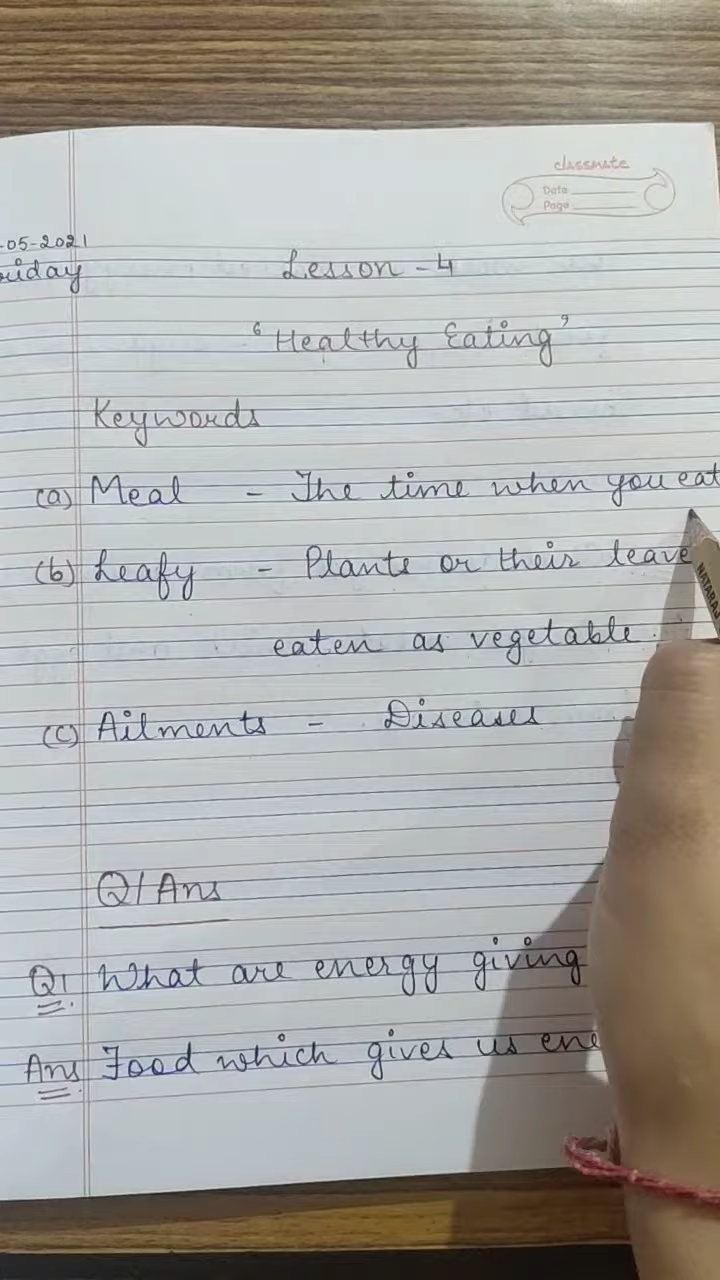 classmate
Date
Page
-05-2021
Lesson - 4
'Healthy Eating'
Keywords
(a) Meal - The time when you eat
(b) Leafy - Plants or their leave
eaten as vegetable.
(c) Ailments - Diseases
Q/Ans
Q1 What are energy giving
Ans Food which gives us ene
NATARAJ